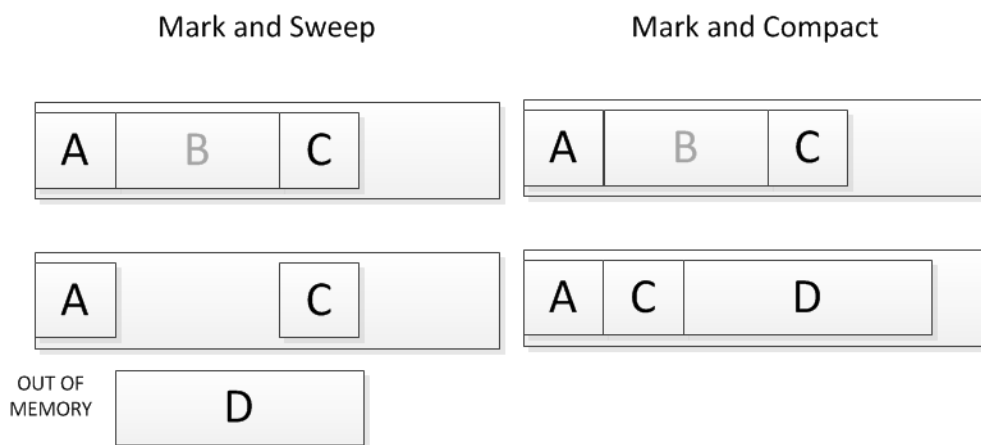 Mark and Sweep
Mark and Compact
A B C
A B C
A C
A C D
OUT OF
MEMORY
D